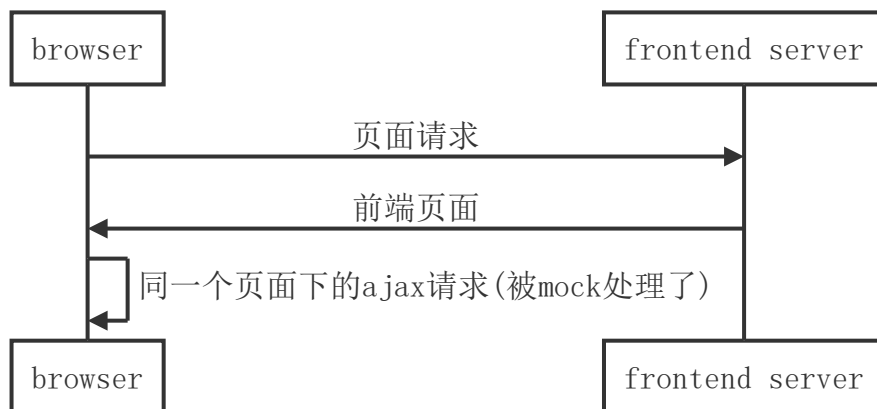 browser
frontend server
页面请求
前端页面
同一个页面下的ajax请求(被mock处理了)
browser
frontend server